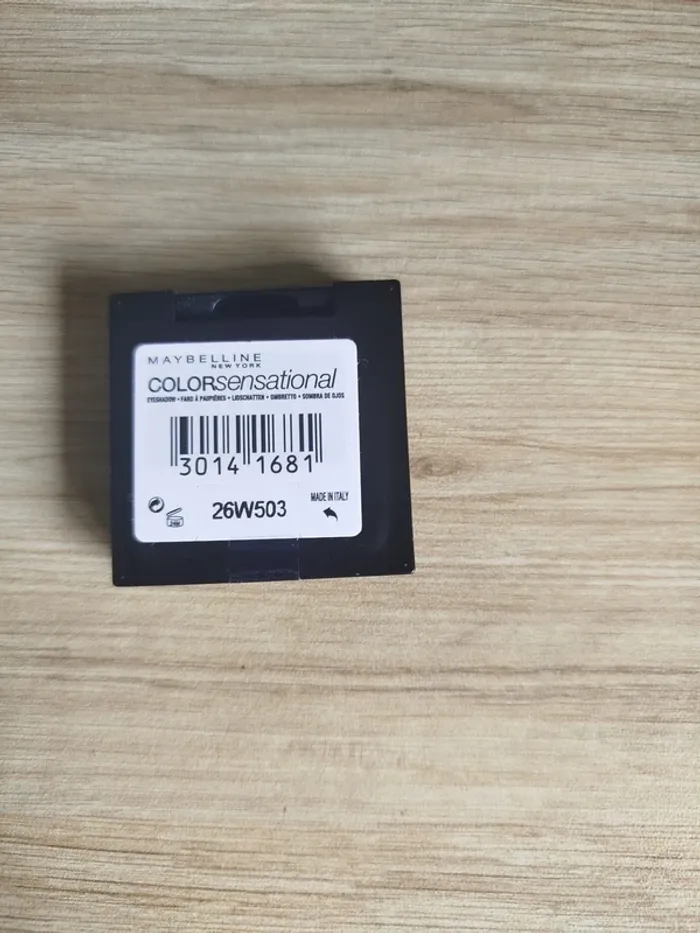 MAYBELLINE
NEW YORK
COLORsensational
EYESHADOW • FARD À PAUPIÈRES • LIDSCHATTEN • OMBRETTO • SOMBRA DE OJOS
3014 1681
MADE IN ITALY
26W503